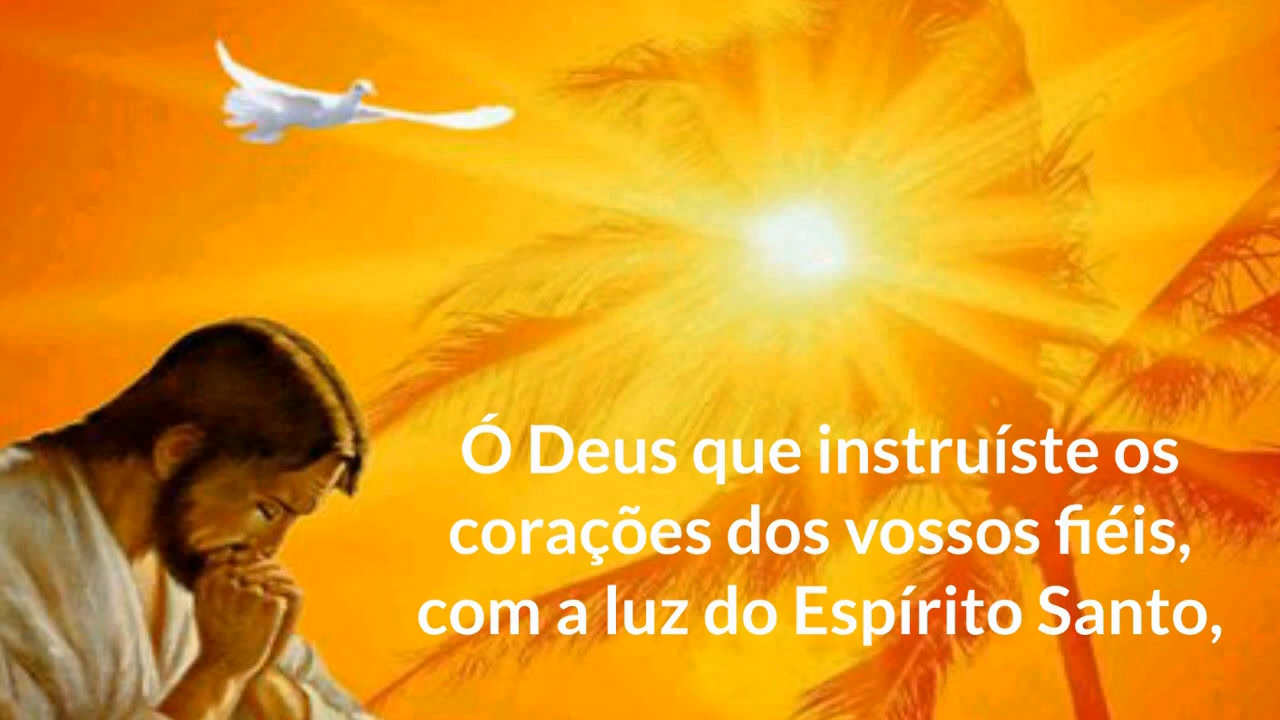 Ó Deus que instruíste os
corações dos vossos fiéis,
com a luz do Espírito Santo,